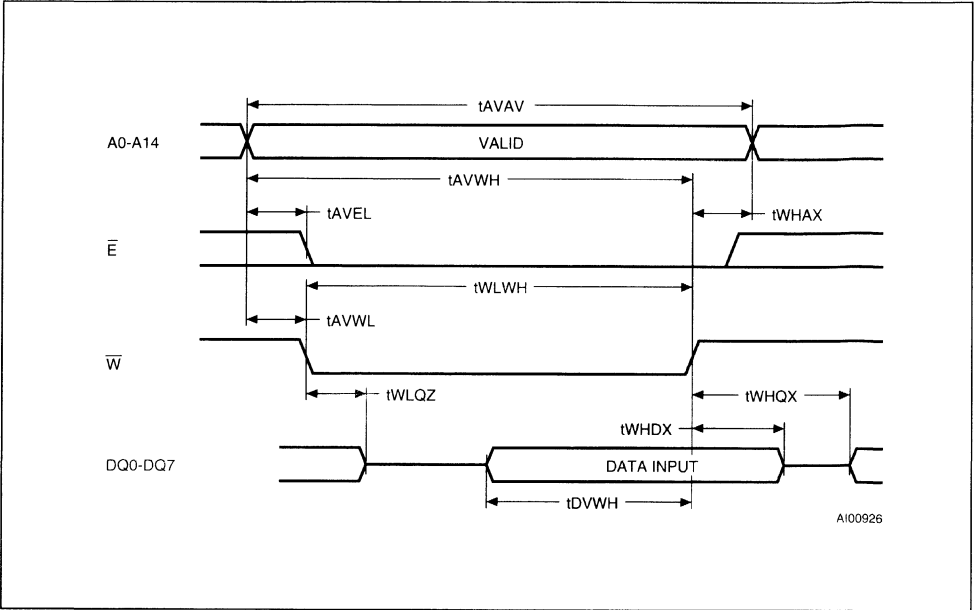 tAVAV
A0-A14
VALID
tAVWH
tAVEL
tWHAX
E̅
tWLWH
tAVWL
W̅
tWLQZ
tWHQX
tWHDX
DQ0-DQ7
DATA INPUT
tDVWH
AI00926